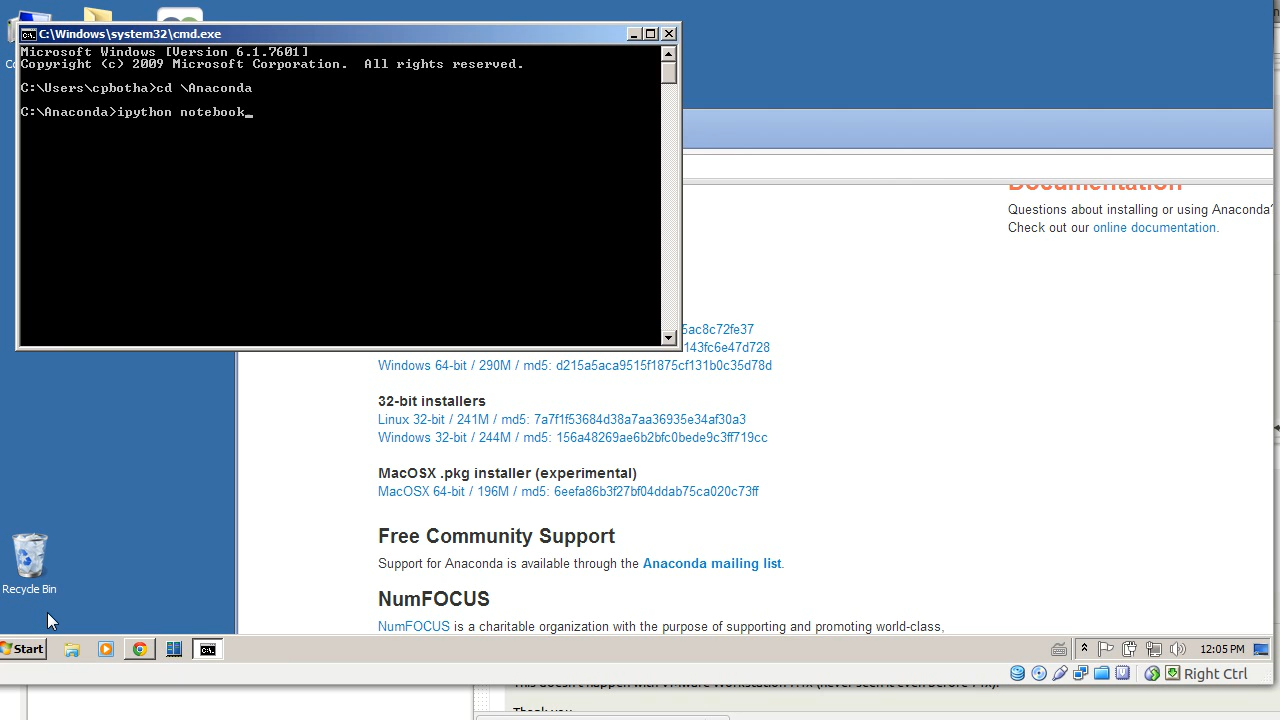 C:\Windows\system32\cmd.exe
Microsoft Windows [Version 6.1.7601]
Copyright (c) 2009 Microsoft Corporation.  All rights reserved.
C:\Users\cpbotha>cd \Anaconda
C:\Anaconda>ipython notebook_
Documentation
Questions about installing or using Anaconda?
Check out our online documentation.
5ac8c72fe37
143fc6e47d728
Windows 64-bit / 290M / md5: d215a5aca9515f1875cf131b0c35d78d
32-bit installers
Linux 32-bit / 241M / md5: 7a7f1f53684d38a7aa36935e34af30a3
Windows 32-bit / 244M / md5: 156a48269ae6b2bfc0bede9c3ff719cc
MacOSX .pkg installer (experimental)
MacOSX 64-bit / 196M / md5: 6eefa86b3f27bf04ddab75ca020c73ff
Free Community Support
Support for Anaconda is available through the Anaconda mailing list.
NumFOCUS
NumFOCUS is a charitable organization with the purpose of supporting and promoting world-class,
Recycle Bin
Start
12:05 PM
Right Ctrl
Thank you